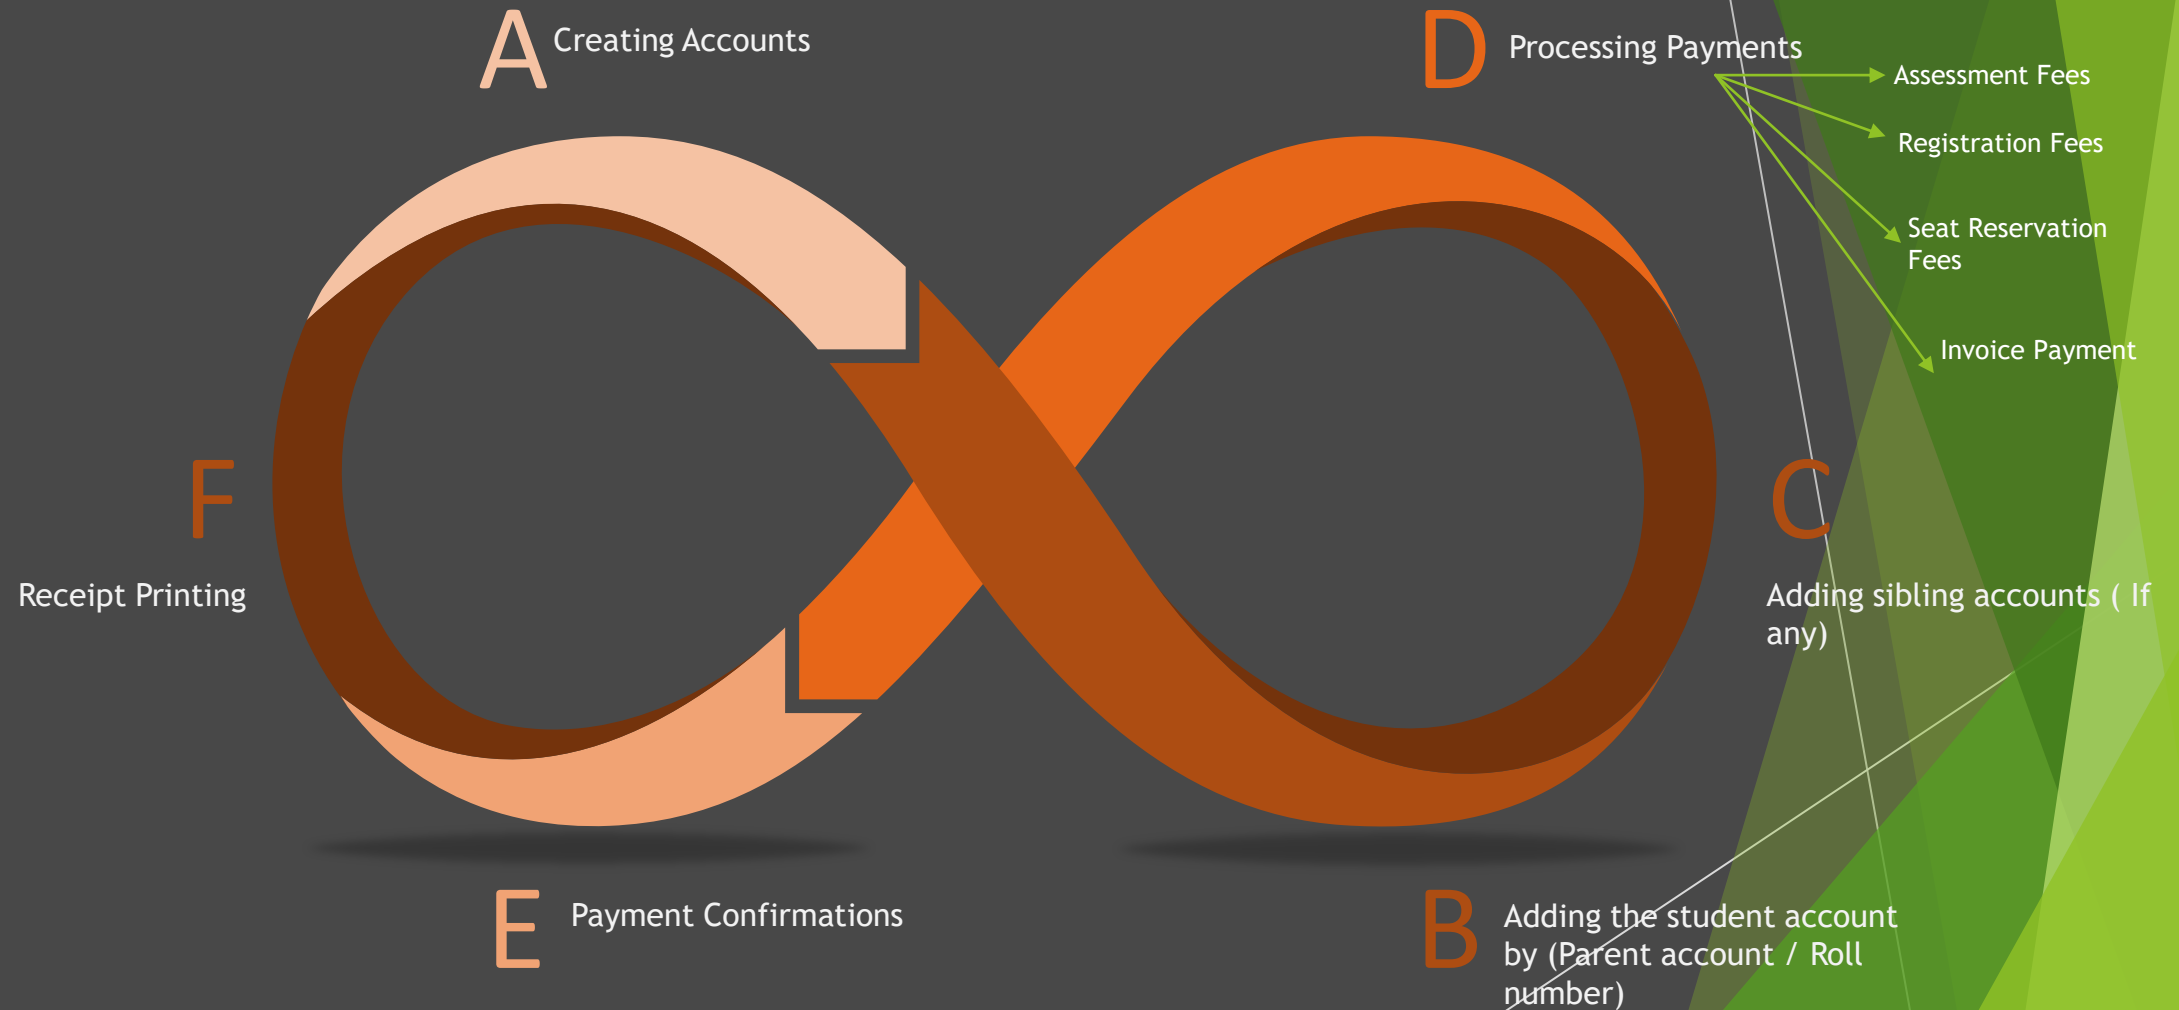 A
Creating Accounts
D
Processing Payments
Assessment Fees
Registration Fees
Seat Reservation
Fees
Invoice Payment
F
Receipt Printing
C
Adding sibling accounts ( If
any)
E
Payment Confirmations
B
Adding the student account
by (Parent account / Roll
number)